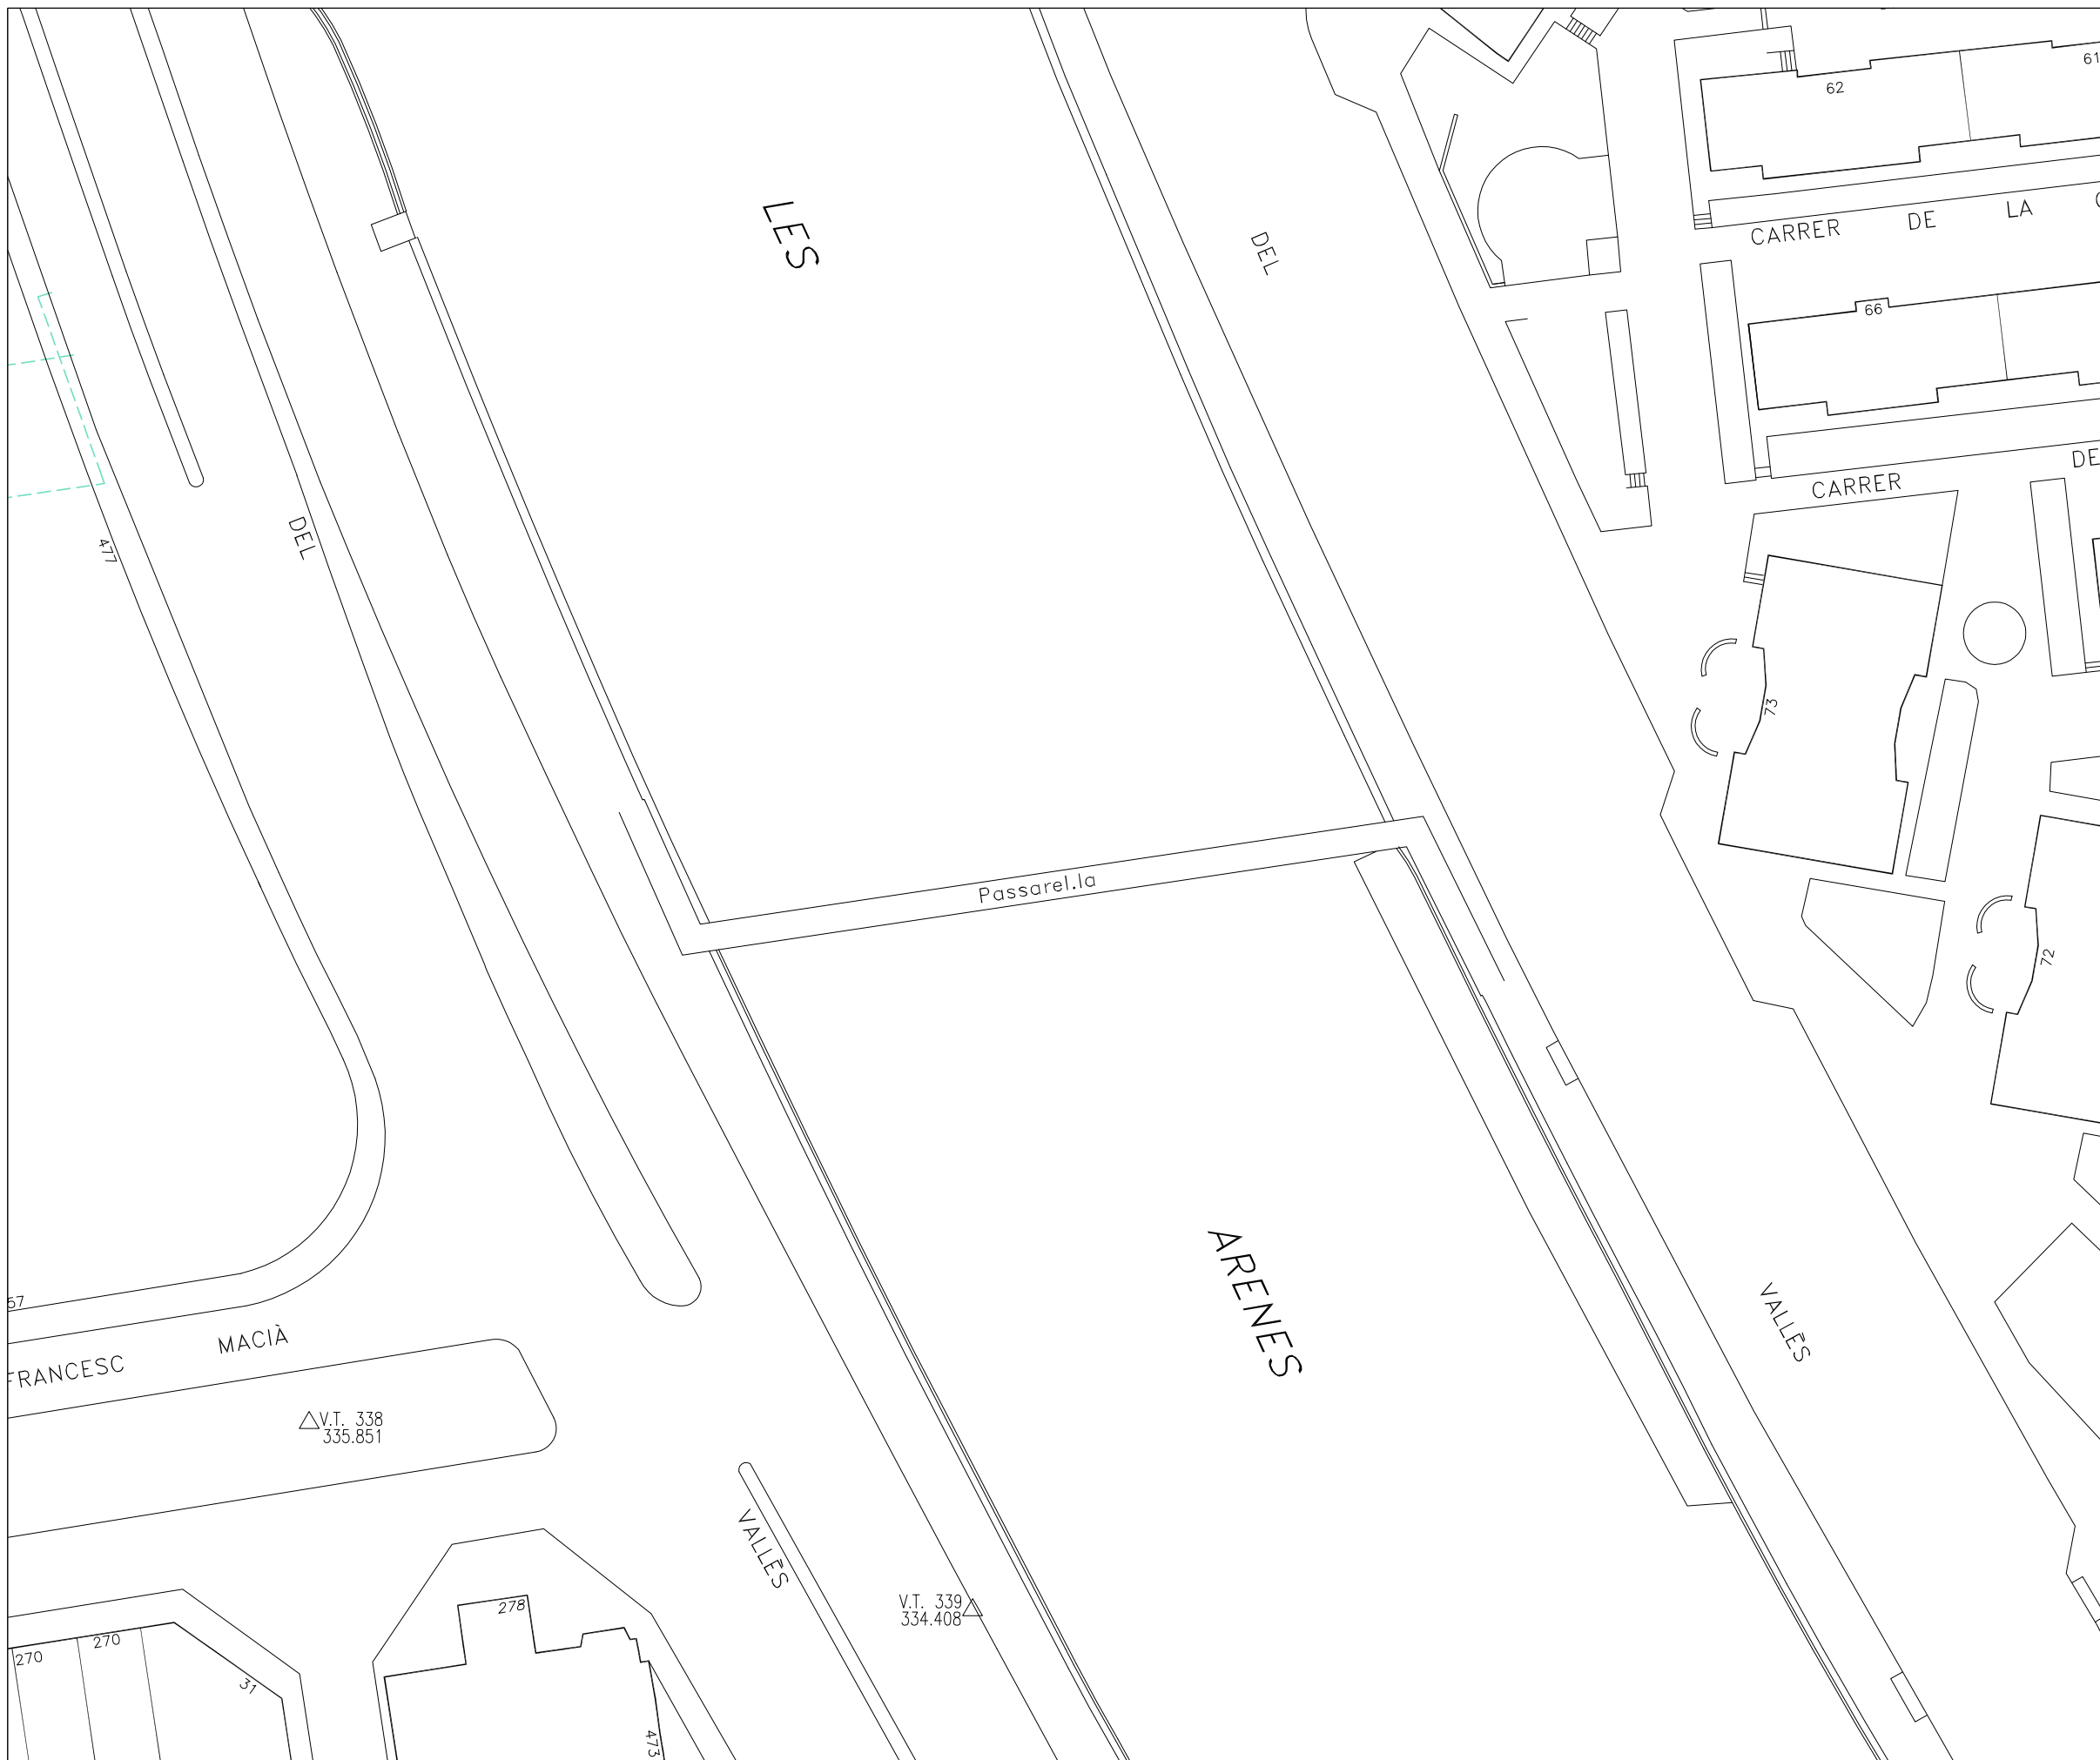 61
62
LES
DEL
CARRER DE LA
66
DE
CARRER
DEL
477
73
Passarel.la
72
ARENES
57
MACIÀ
FRANCESC
VALLÈS
V.T. 338
335.851
VALLÈS
V.T. 339
334.408
278
270
270
31
473